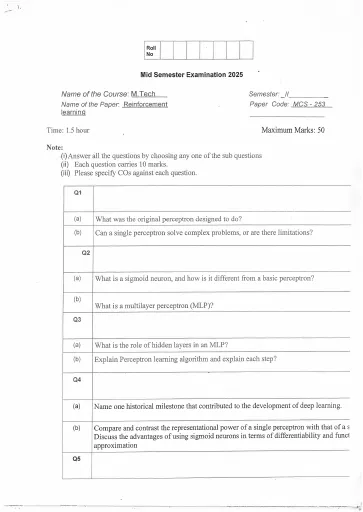 Roll
No
Mid Semester Examination 2025
Name of the Course: M.Tech
Semester: II
Name of the Paper: Reinforcement
learning
Paper Code: MCS - 253
Time: 1.5 hour
Maximum Marks: 50
Note:
(i) Answer all the questions by choosing any one of the sub questions
(ii) Each question carries 10 marks.
(iii) Please specify COs against each question.
Q1
(a) What was the original perceptron designed to do?
(b) Can a single perceptron solve complex problems, or are there limitations?
Q2
(a) What is a sigmoid neuron, and how is it different from a basic perceptron?
(b)
What is a multilayer perceptron (MLP)?
Q3
(a) What is the role of hidden layers in an MLP?
(b) Explain Perceptron learning algorithm and explain each step?
Q4
(a) Name one historical milestone that contributed to the development of deep learning.
(b) Compare and contrast the representational power of a single perceptron with that of a s
Discuss the advantages of using sigmoid neurons in terms of differentiability and funct
approximation
Q5